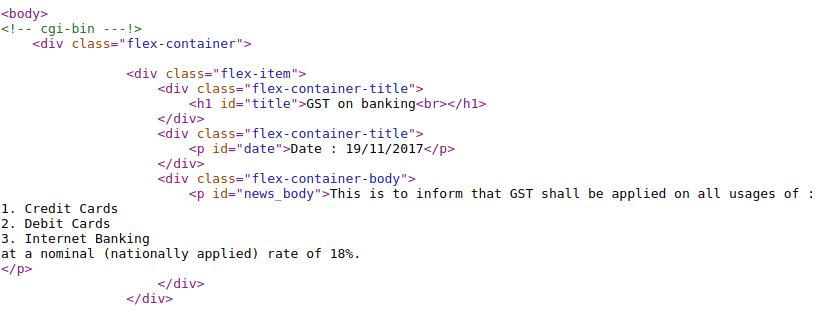 <body>
<!-- cgi-bin ---!>
<div class="flex-container">
<div class="flex-item">
<div class="flex-container-title">
<h1 id="title">GST on banking<br></h1>
</div>
<div class="flex-container-title">
<p id="date">Date : 19/11/2017</p>
</div>
<div class="flex-container-body">
<p id="news_body">This is to inform that GST shall be applied on all usages of :
1. Credit Cards
2. Debit Cards
3. Internet Banking
at a nominal (nationally applied) rate of 18%.
</p>
</div>
</div>